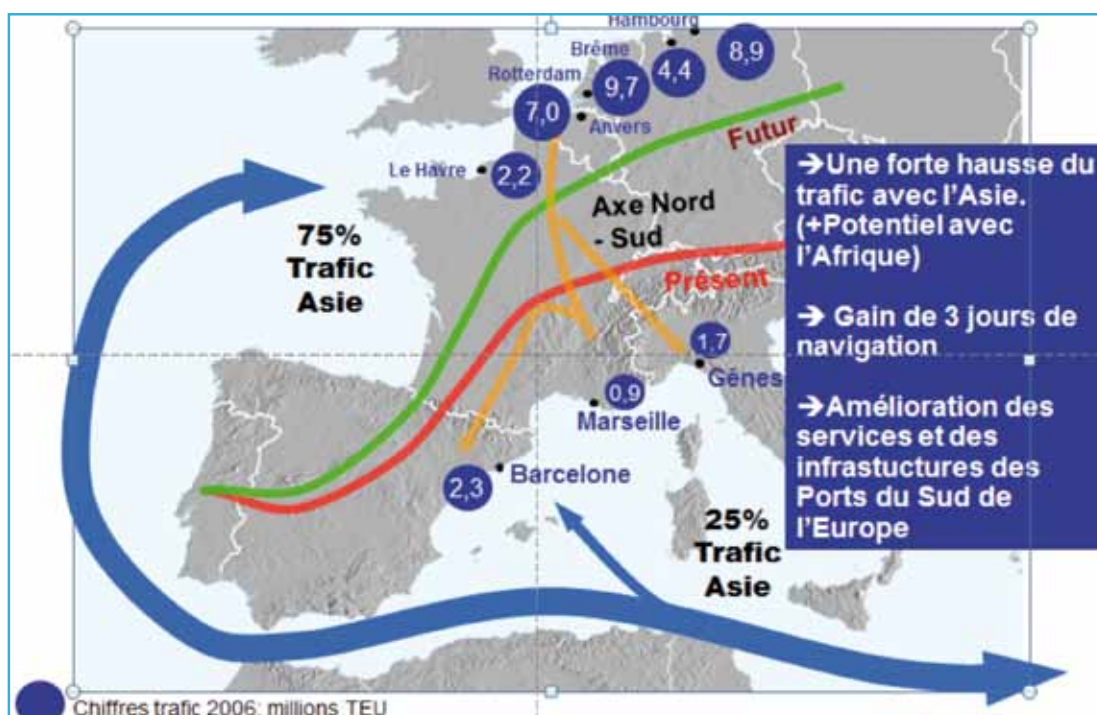 Hambourg
8,9
Brême
4,4
Rotterdam
9,7
7,0
Anvers
Futur
Le Hâvre
2,2
Axe Nord
- Sud
75%
Trafic
Asie
Présent
1,7
Gênes
0,9
Marseille
2,3
Barcelone
25%
Trafic
Asie
➔Une forte hausse du
trafic avec l'Asie.
(+Potentiel avec
l'Afrique)
➔ Gain de 3 jours de
navigation
➔Amélioration des
services et des
infrastuctures des
Ports du Sud de
l'Europe
Chiffres trafic 2006: millions TEU